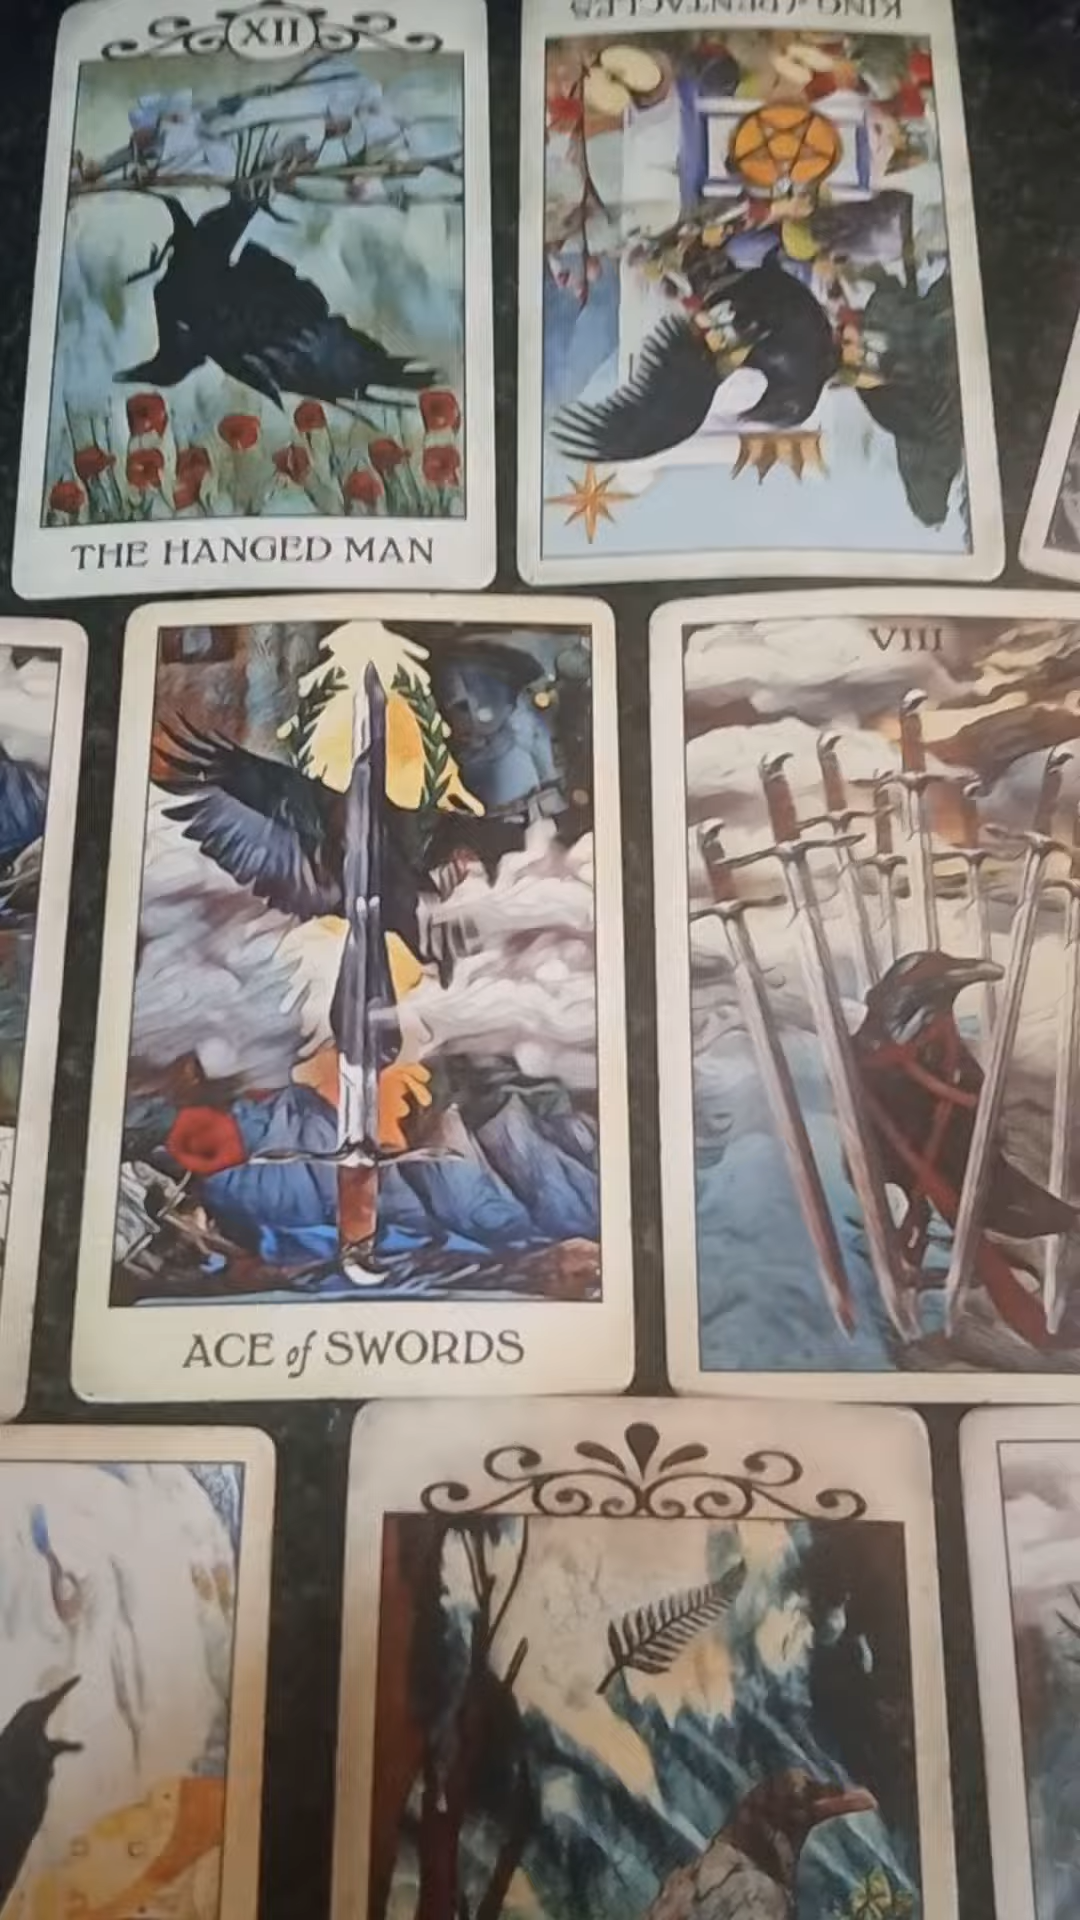 XII
KING of PENTACLES
THE HANGED MAN
VIII
ACE of SWORDS